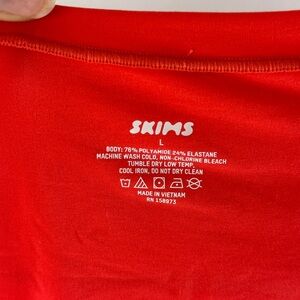 SKIMS
L
BODY: 76% POLYAMIDE 24% ELASTANE
MACHINE WASH COLD, NON-CHLORINE BLEACH
TUMBLE DRY LOW TEMP,
COOL IRON, DO NOT DRY CLEAN
MADE IN VIETNAM
RN 158973